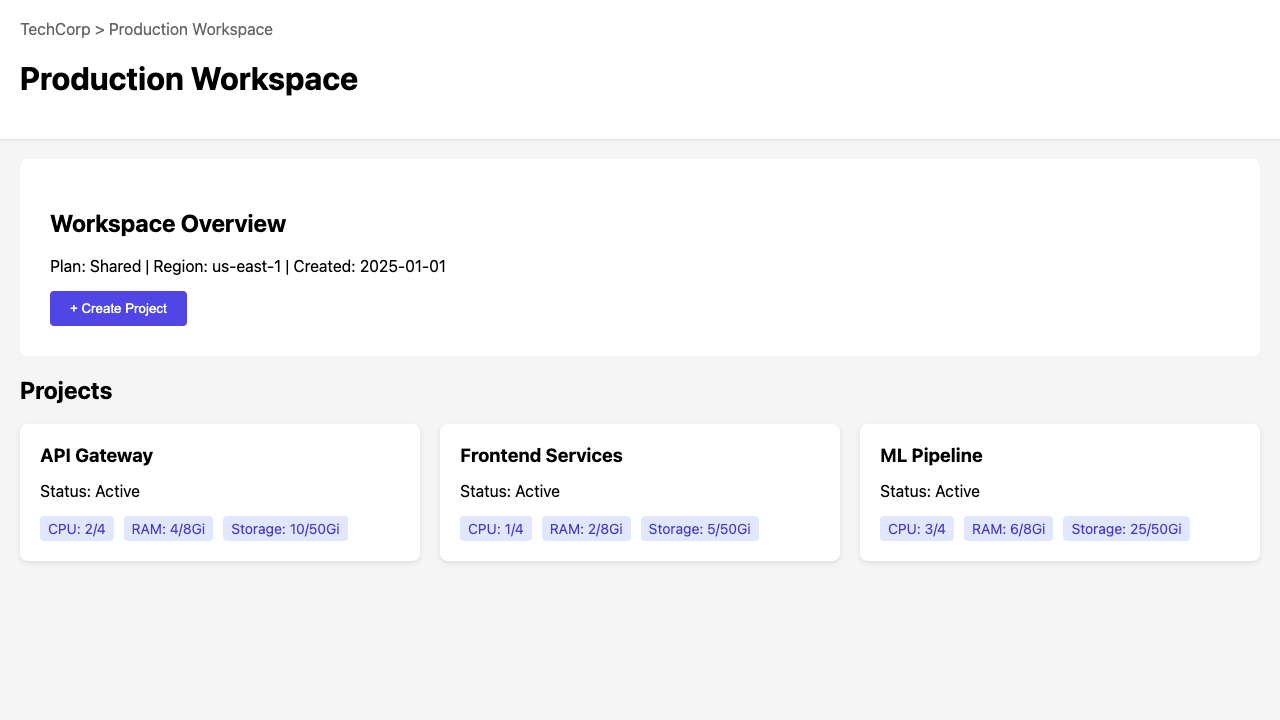 TechCorp > Production Workspace
Production Workspace
Workspace Overview
Plan: Shared | Region: us-east-1 | Created: 2025-01-01
+ Create Project
Projects
API Gateway
Status: Active
CPU: 2/4 RAM: 4/8Gi Storage: 10/50Gi
Frontend Services
Status: Active
CPU: 1/4 RAM: 2/8Gi Storage: 5/50Gi
ML Pipeline
Status: Active
CPU: 3/4 RAM: 6/8Gi Storage: 25/50Gi